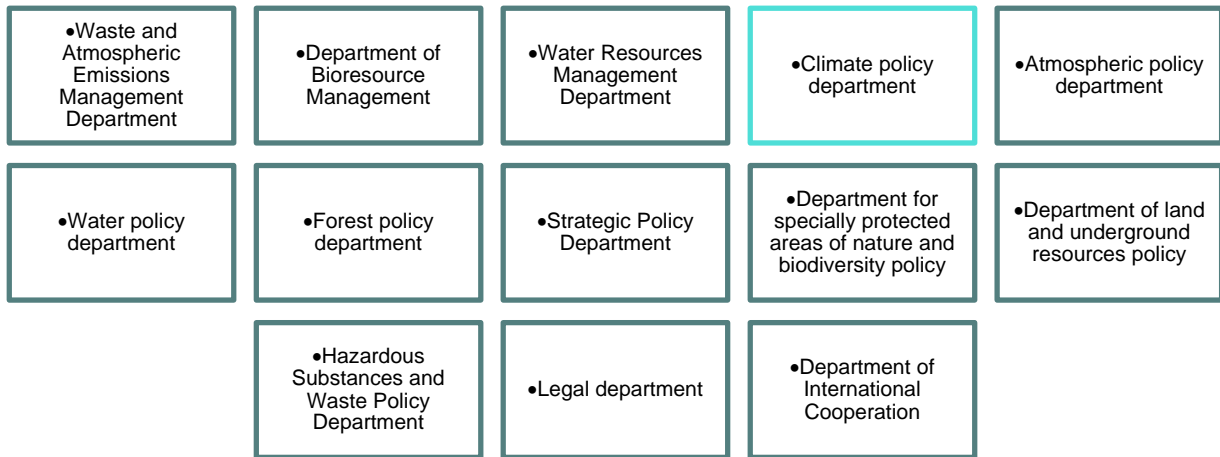 •Waste and
Atmospheric
Emissions
Management
Department
•Department of
Bioresource
Management
•Water Resources
Management
Department
•Climate policy
department
•Atmospheric policy
department
•Water policy
department
•Forest policy
department
•Strategic Policy
Department
•Department for
specially protected
areas of nature and
biodiversity policy
•Department of land
and underground
resources policy
•Hazardous
Substances and
Waste Policy
Department
•Legal department
•Department of
International
Cooperation